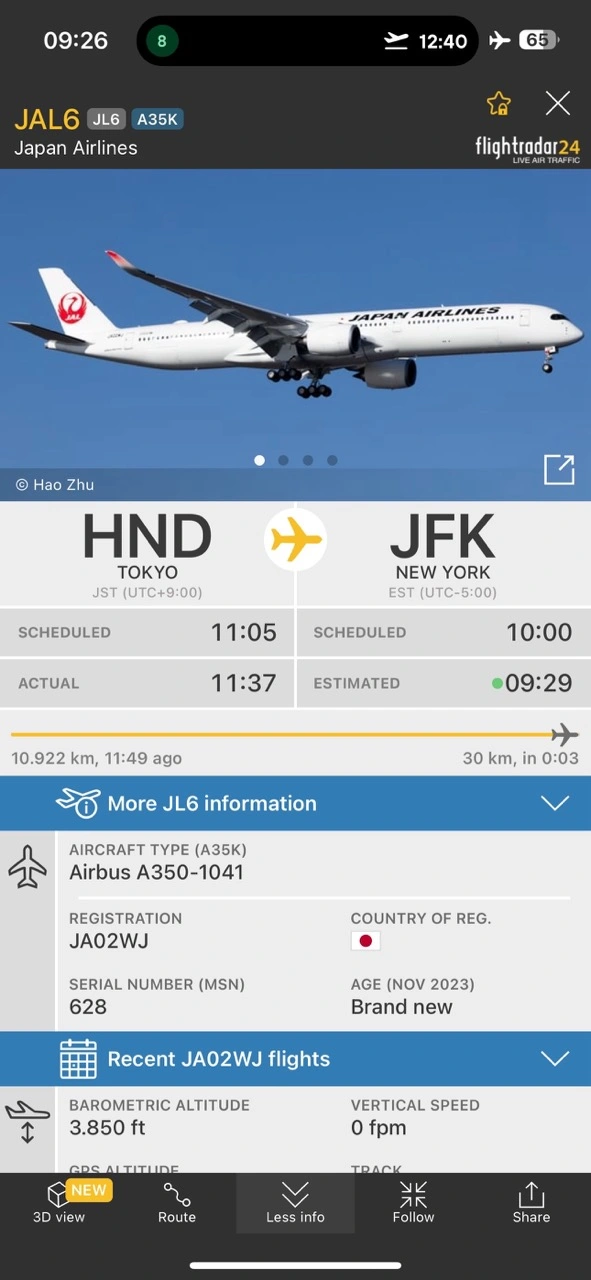 09:26
8
12:40
65
JAL6 JL6 A35K
Japan Airlines
flightradar24
LIVE AIR TRAFFIC
JAL
JAPAN AIRLINES
© Hao Zhu
HND
TOKYO
JST (UTC+9:00)
JFK
NEW YORK
EST (UTC-5:00)
SCHEDULED 11:05
SCHEDULED 10:00
ACTUAL 11:37
ESTIMATED 09:29
10.922 km, 11:49 ago
30 km, in 0:03
More JL6 information
AIRCRAFT TYPE (A35K)
Airbus A350-1041
REGISTRATION
JA02WJ
COUNTRY OF REG.
SERIAL NUMBER (MSN)
628
AGE (NOV 2023)
Brand new
Recent JA02WJ flights
BAROMETRIC ALTITUDE
3.850 ft
VERTICAL SPEED
0 fpm
GPS ALTITUDE
TRACK
NEW
3D view
Route
Less info
Follow
Share